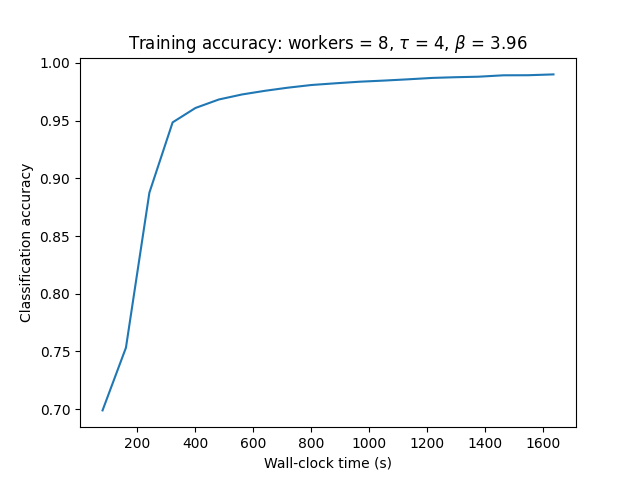 Training accuracy: workers = 8, τ = 4, β = 3.96
1.00
0.95
0.90
0.85
0.80
0.75
0.70
Classification accuracy
200 400 600 800 1000 1200 1400 1600
Wall-clock time (s)